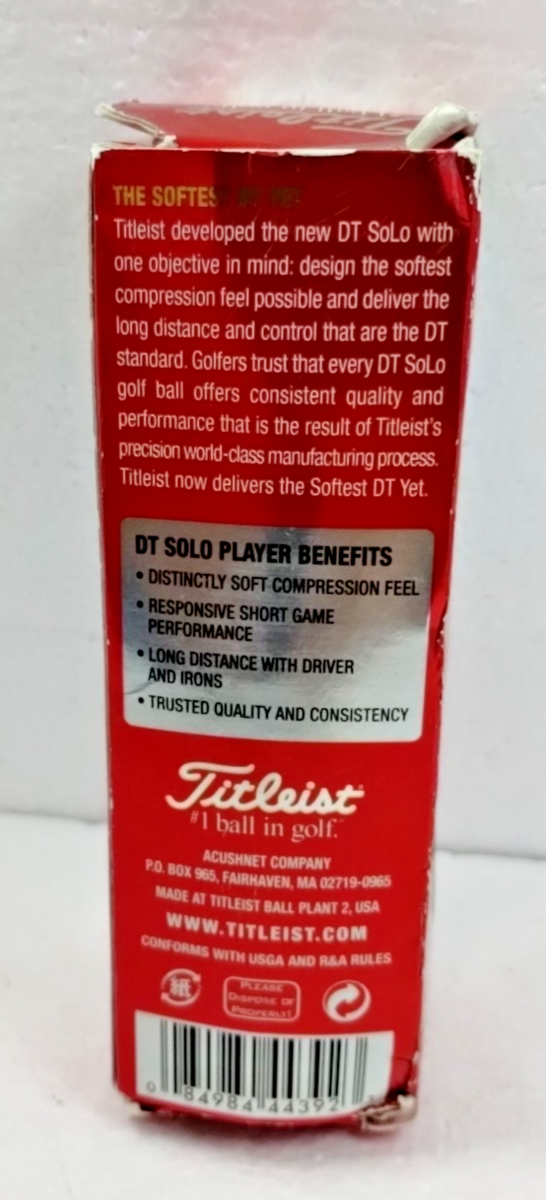 Titleist
THE SOFTEST DT YET
Titleist developed the new DT SoLo with
one objective in mind: design the softest
compression feel possible and deliver the
long distance and control that are the DT
standard. Golfers trust that every DT SoLo
golf ball offers consistent quality and
performance that is the result of Titleist's
precision world-class manufacturing process.
Titleist now delivers the Softest DT Yet.
DT SOLO PLAYER BENEFITS
• DISTINCTLY SOFT COMPRESSION FEEL
• RESPONSIVE SHORT GAME
PERFORMANCE
• LONG DISTANCE WITH DRIVER
AND IRONS
• TRUSTED QUALITY AND CONSISTENCY
Titleist
#1 ball in golf.
ACUSHNET COMPANY
P.O. BOX 965, FAIRHAVEN, MA 02719-0965
MADE AT TITLEIST BALL PLANT 2, USA
WWW.TITLEIST.COM
CONFORMS WITH USGA AND R&A RULES
紙
PLEASE
DISPOSE OF
PROPERLY!
0 84984 44392